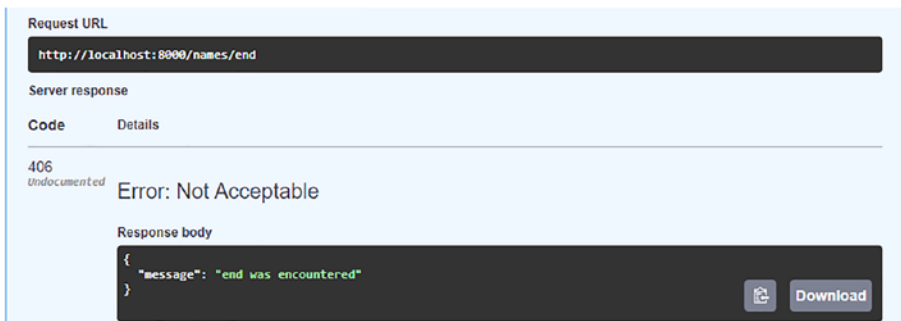 Request URL
http://localhost:8000/names/end
Server response
Code Details
406
Undocumented
Error: Not Acceptable
Response body
{
"message": "end was encountered"
}
Download